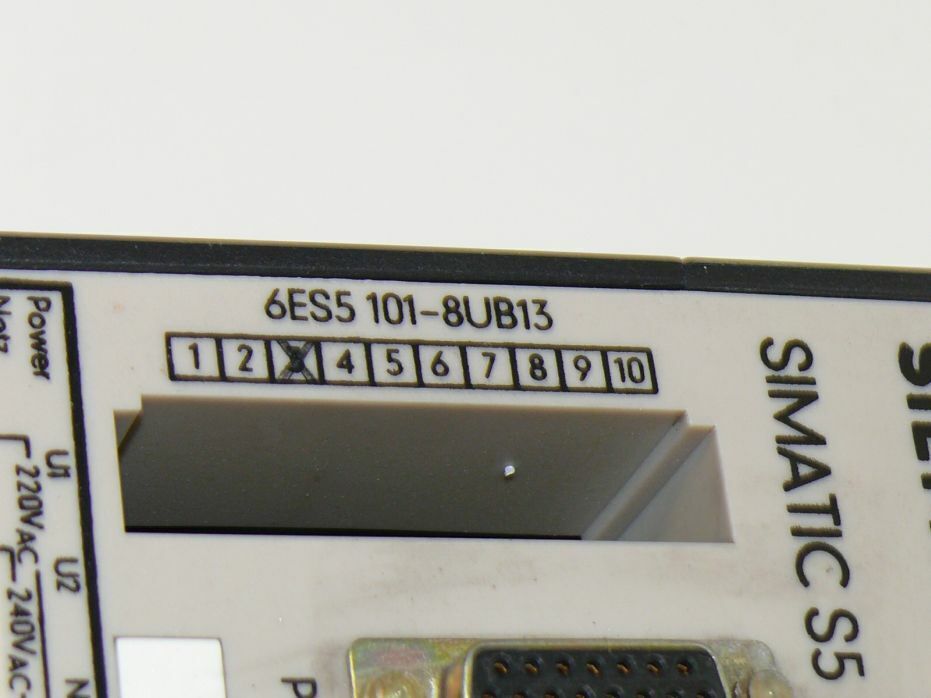 6ES5 101-8UB13
1 2 3 4 5 6 7 8 9 10
SIMATIC S5
Power
Netz
U1
U2
220VAC
240VAC